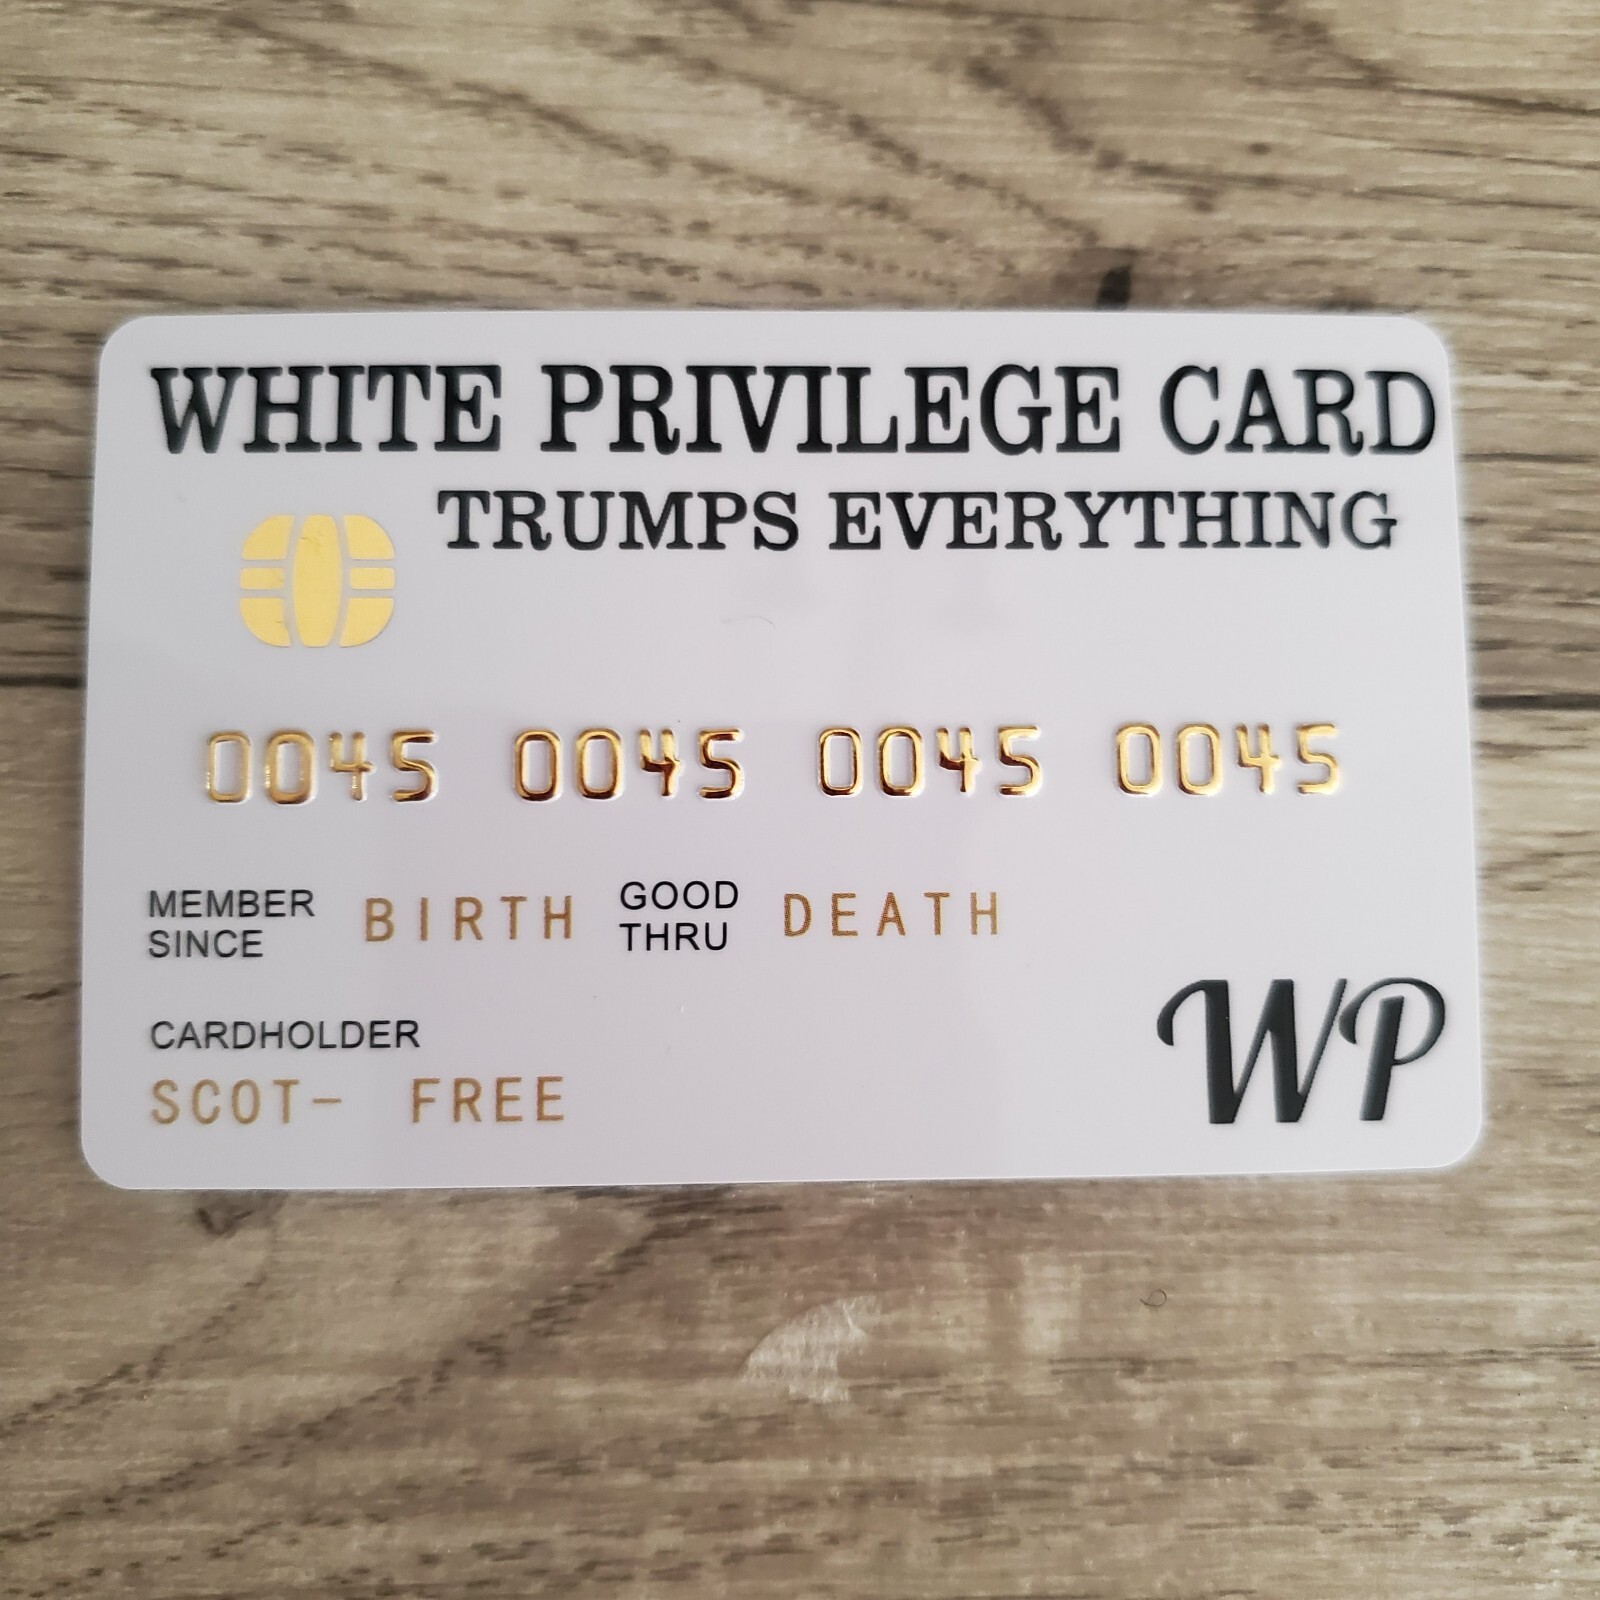 WHITE PRIVILEGE CARD
TRUMPS EVERYTHING
0045 0045 0045 0045
MEMBER SINCE BIRTH GOOD THRU DEATH
CARDHOLDER
SCOT- FREE
WP